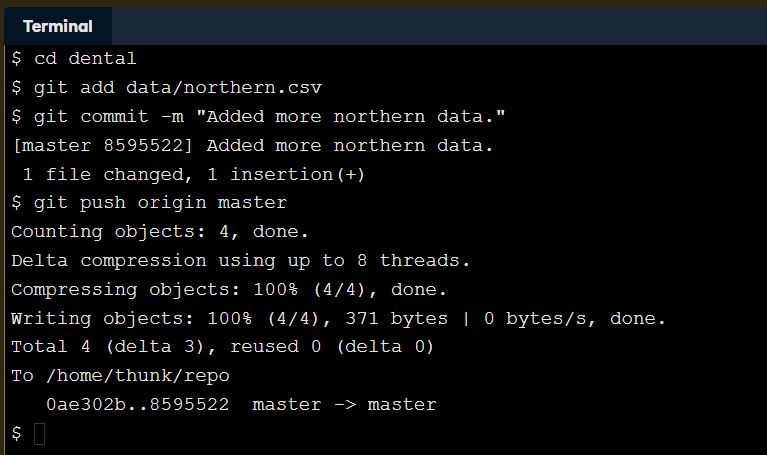 Terminal
$ cd dental
$ git add data/northern.csv
$ git commit -m "Added more northern data."
[master 8595522] Added more northern data.
 1 file changed, 1 insertion(+)
$ git push origin master
Counting objects: 4, done.
Delta compression using up to 8 threads.
Compressing objects: 100% (4/4), done.
Writing objects: 100% (4/4), 371 bytes | 0 bytes/s, done.
Total 4 (delta 3), reused 0 (delta 0)
To /home/thunk/repo
   0ae302b..8595522  master -> master
$